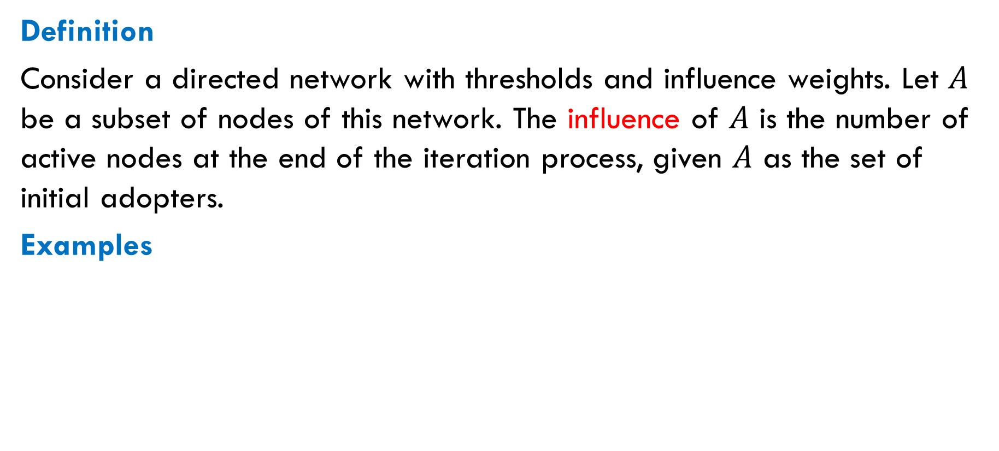 Definition
Consider a directed network with thresholds and influence weights. Let A
be a subset of nodes of this network. The influence of A is the number of
active nodes at the end of the iteration process, given A as the set of
initial adopters.
Examples